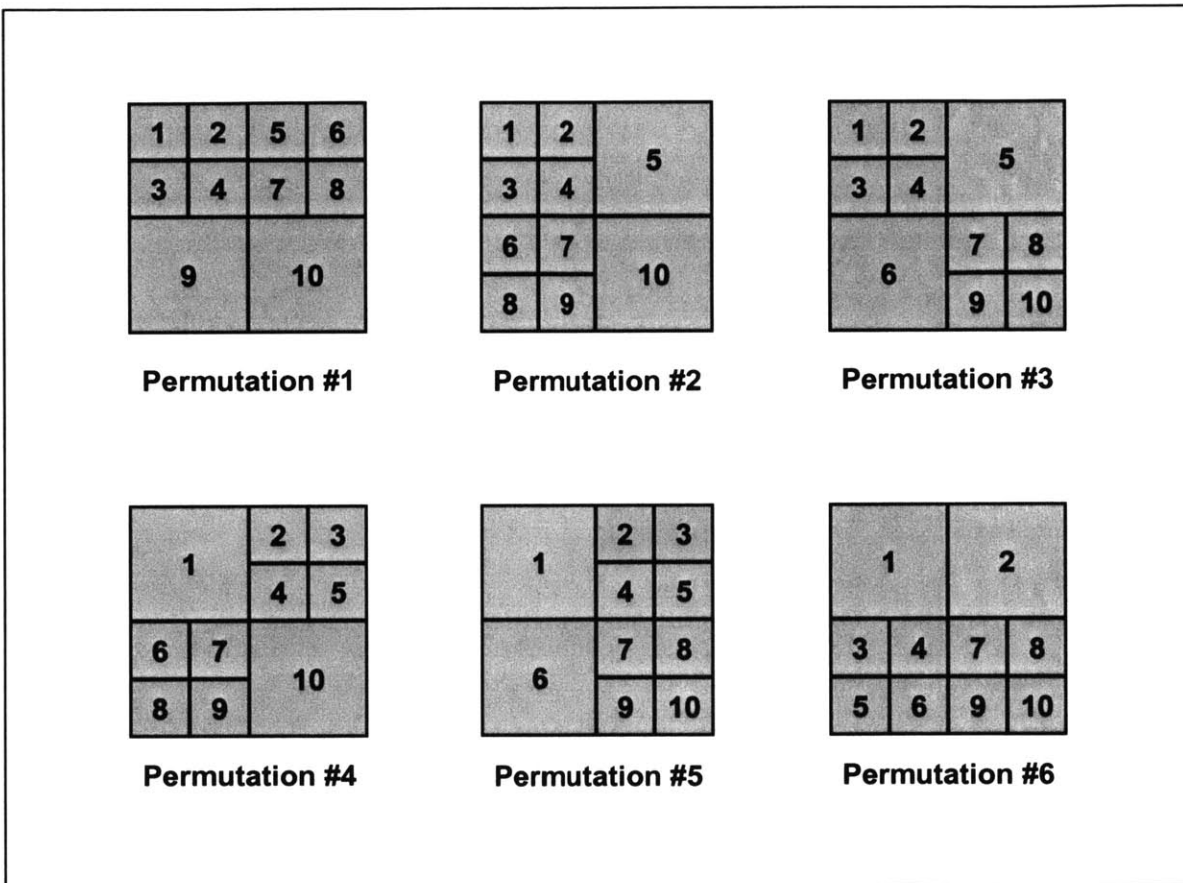 1 2 5 6
3 4 7 8
9 10
Permutation #1
1 2
5
3 4
6 7
10
8 9
Permutation #2
1 2
5
3 4
7 8
6
9 10
Permutation #3
2 3
1
4 5
6 7
10
8 9
Permutation #4
2 3
1
4 5
7 8
6
9 10
Permutation #5
1 2
3 4 7 8
5 6 9 10
Permutation #6